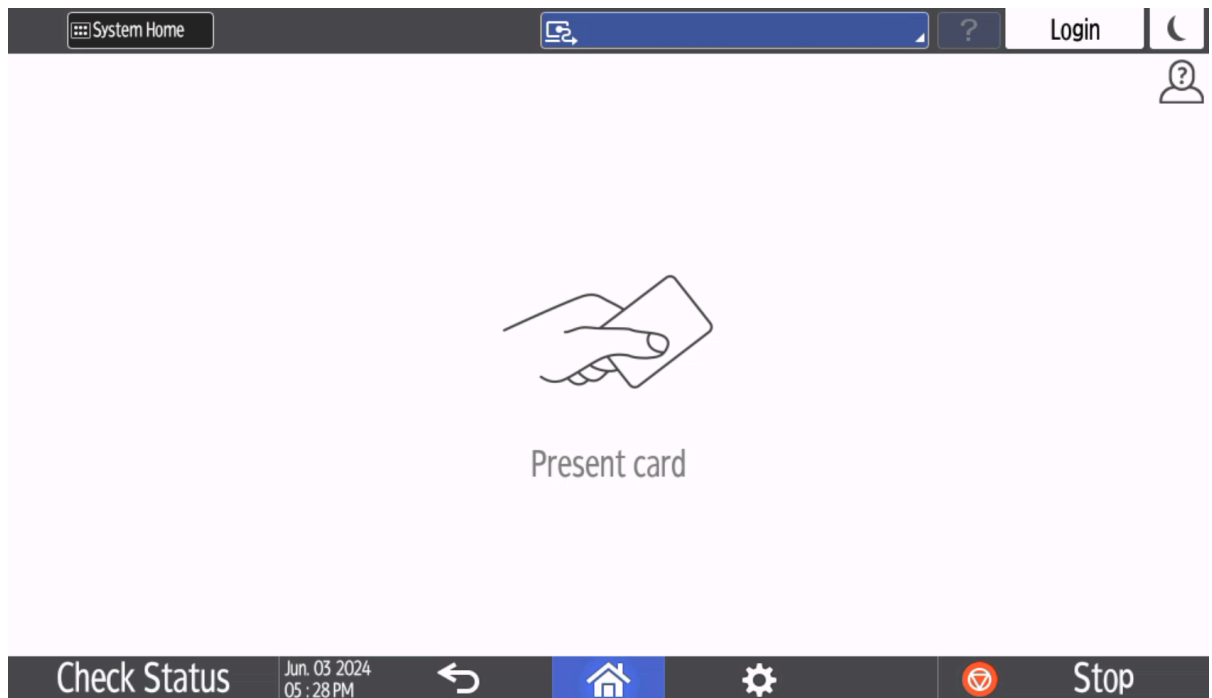 System Home
?
Login
?
Present card
Check Status
Jun. 03 2024
05 : 28 PM
Stop